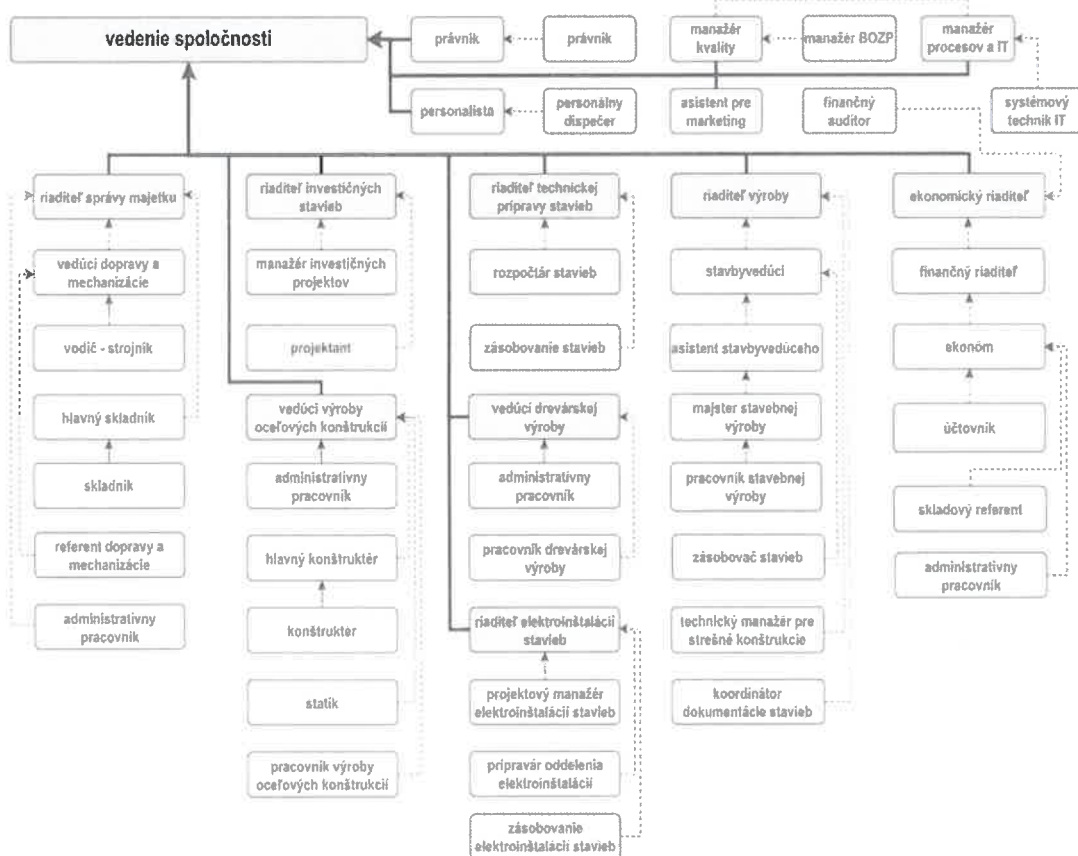 vedenie spoločnosti
právnik
právnik
manažér
kvality
manažér BOZP
manažér
procesov a IT
personalista
personálny
dispečer
asistent pre
marketing
finančný
audítor
systémový
technik IT
riaditeľ správy majetku
vedúci dopravy a
mechanizácie
vodič - strojník
hlavný skladník
skladník
referent dopravy a
mechanizácie
administratívny
pracovník
riaditeľ investičných
stavieb
manažér investičných
projektov
projektant
vedúci výroby
oceľových konštrukcií
administratívny
pracovník
hlavný konštruktér
konštruktér
statik
pracovník výroby
oceľových konštrukcií
riaditeľ technickej
prípravy stavieb
rozpočtár stavieb
zásobovanie stavieb
vedúci drevárskej
výroby
administratívny
pracovník
pracovník drevárskej
výroby
riaditeľ elektroinštalácií
stavieb
projektový manažér
elektroinštalácií stavieb
prípravár oddelenia
elektroinštalácií
zásobovanie
elektroinštalácií stavieb
riaditeľ výroby
stavbyvedúci
asistent stavbyvedúceho
majster stavebnej
výroby
pracovník stavebnej
výroby
zásobovač stavieb
technický manažér pre
strešné konštrukcie
koordinátor
dokumentácie stavieb
ekonomický riaditeľ
finančný riaditeľ
ekonóm
účtovník
skladový referent
administratívny
pracovník